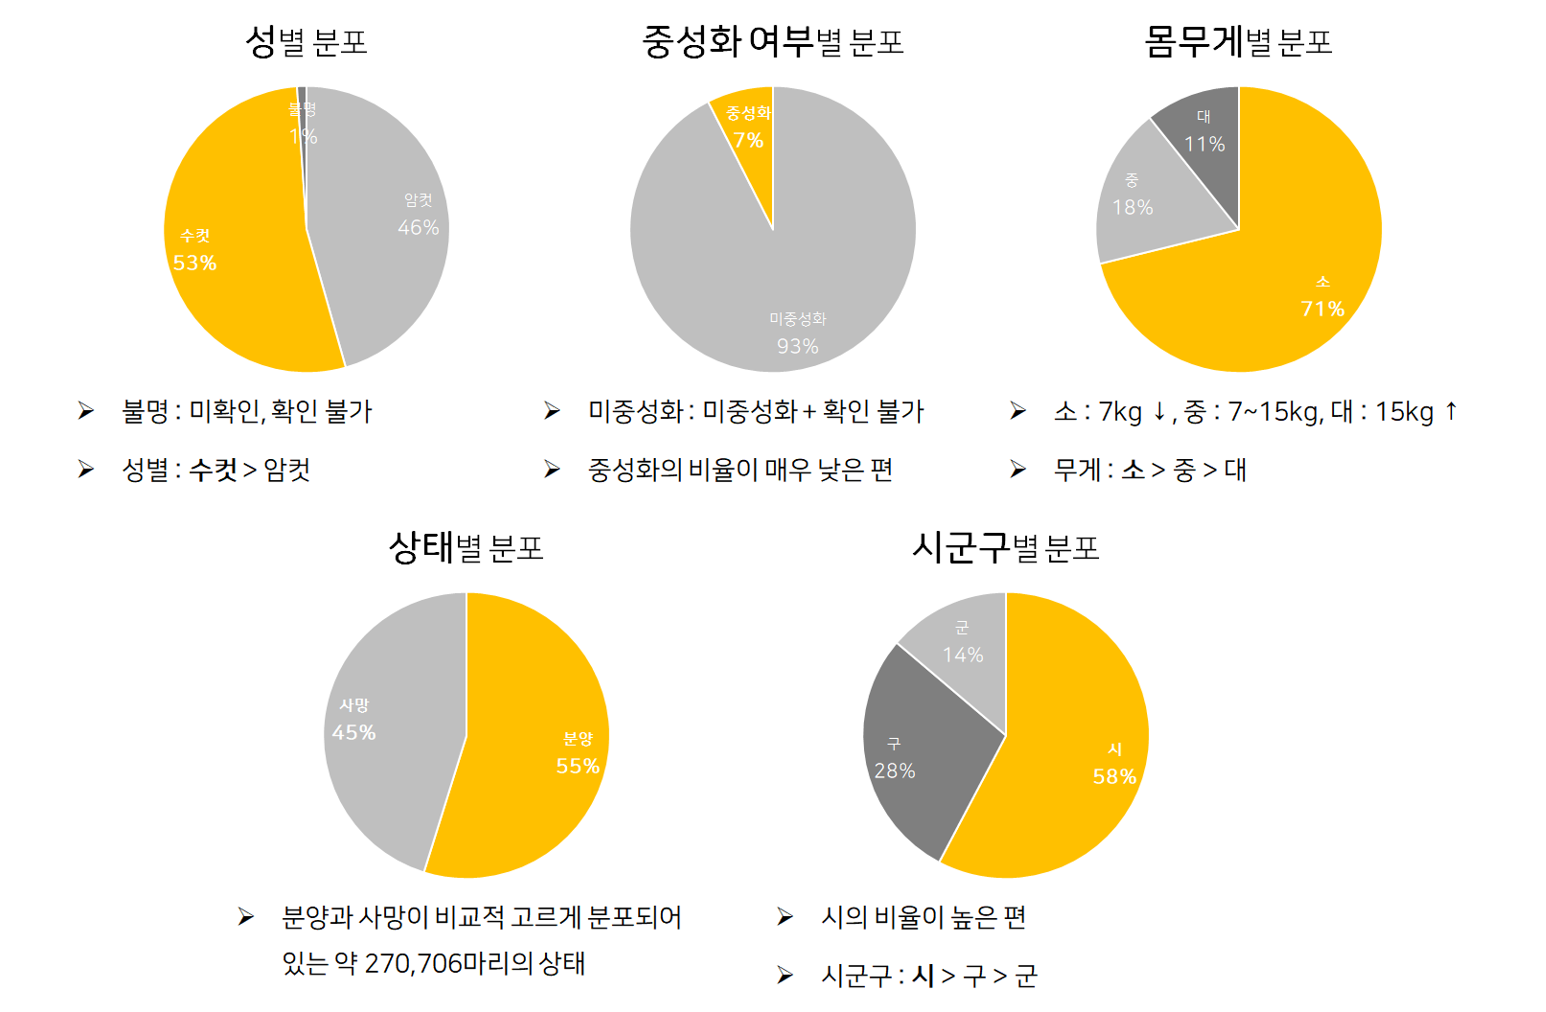 성별 분포
불명
1%
암컷
46%
수컷
53%
➢ 불명 : 미확인, 확인 불가
➢ 성별 : 수컷 > 암컷
중성화 여부별 분포
중성화
7%
미중성화
93%
➢ 미중성화 : 미중성화 + 확인 불가
➢ 중성화의 비율이 매우 낮은 편
몸무게별 분포
대
11%
중
18%
소
71%
➢ 소 : 7kg ↓, 중 : 7~15kg, 대 : 15kg ↑
➢ 무게 : 소 > 중 > 대
상태별 분포
사망
45%
분양
55%
➢ 분양과 사망이 비교적 고르게 분포되어
있는 약 270,706마리의 상태
시군구별 분포
군
14%
구
28%
시
58%
➢ 시의 비율이 높은 편
➢ 시군구 : 시 > 구 > 군